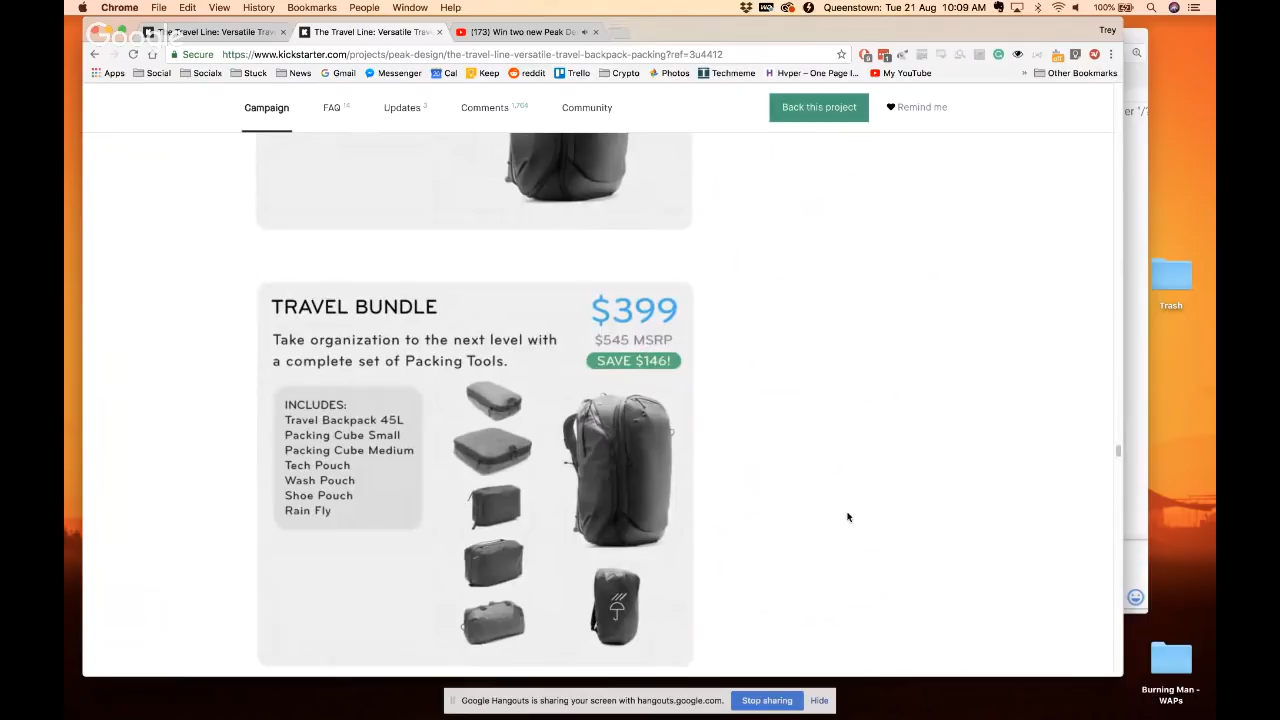 Chrome File Edit View History Bookmarks People Window Help
Queenstown: Tue 21 Aug 10:09 AM
100%
Google
The Travel Line: Versatile Trav
The Travel Line: Versatile Trav
(173) Win two new Peak De
Trey
Secure https://www.kickstarter.com/projects/peak-design/the-travel-line-versatile-travel-backpack-packing?ref=3u4412
Apps Social Socialx Stuck News Gmail Messenger Cal Keep reddit Trello Crypto Photos Techmeme Hyper – One Page I... My YouTube » Other Bookmarks
Campaign FAQ 14 Updates 3 Comments 1,764 Community Back this project Remind me
er "/?
TRAVEL BUNDLE
$399
$545 MSRP
SAVE $146!
Take organization to the next level with
a complete set of Packing Tools.
INCLUDES:
Travel Backpack 45L
Packing Cube Small
Packing Cube Medium
Tech Pouch
Wash Pouch
Shoe Pouch
Rain Fly
Trash
Burning Man -
WAPs
Google Hangouts is sharing your screen with hangouts.google.com. Stop sharing Hide